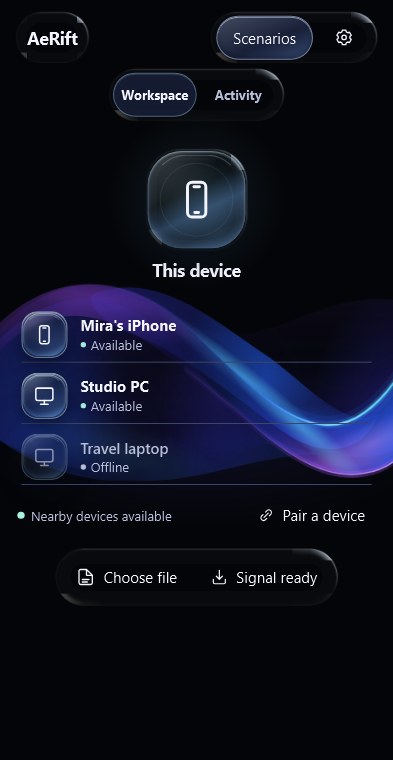 AeRift
Scenarios
Workspace
Activity
This device
Mira's iPhone
Available
Studio PC
Available
Travel laptop
Offline
Nearby devices available
Pair a device
Choose file
Signal ready